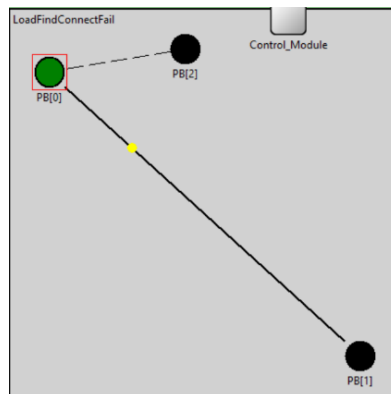 LoadFindConnectFail
Control_Module
PB[2]
PB[0]
PB[1]